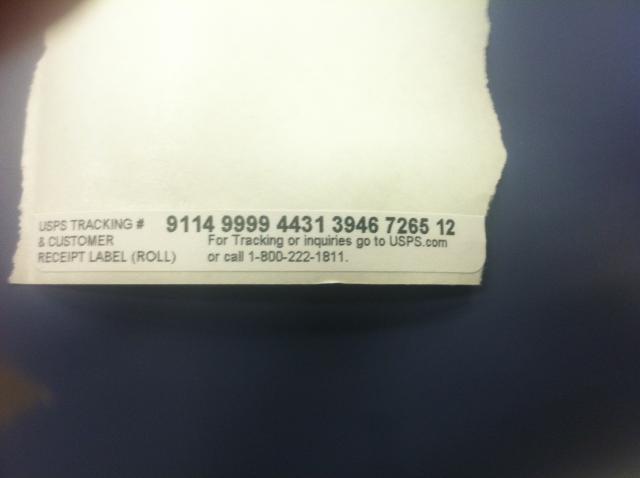 USPS TRACKING # 9114 9999 4431 3946 7265 12
& CUSTOMER For Tracking or inquiries go to USPS.com
RECEIPT LABEL (ROLL) or call 1-800-222-1811.